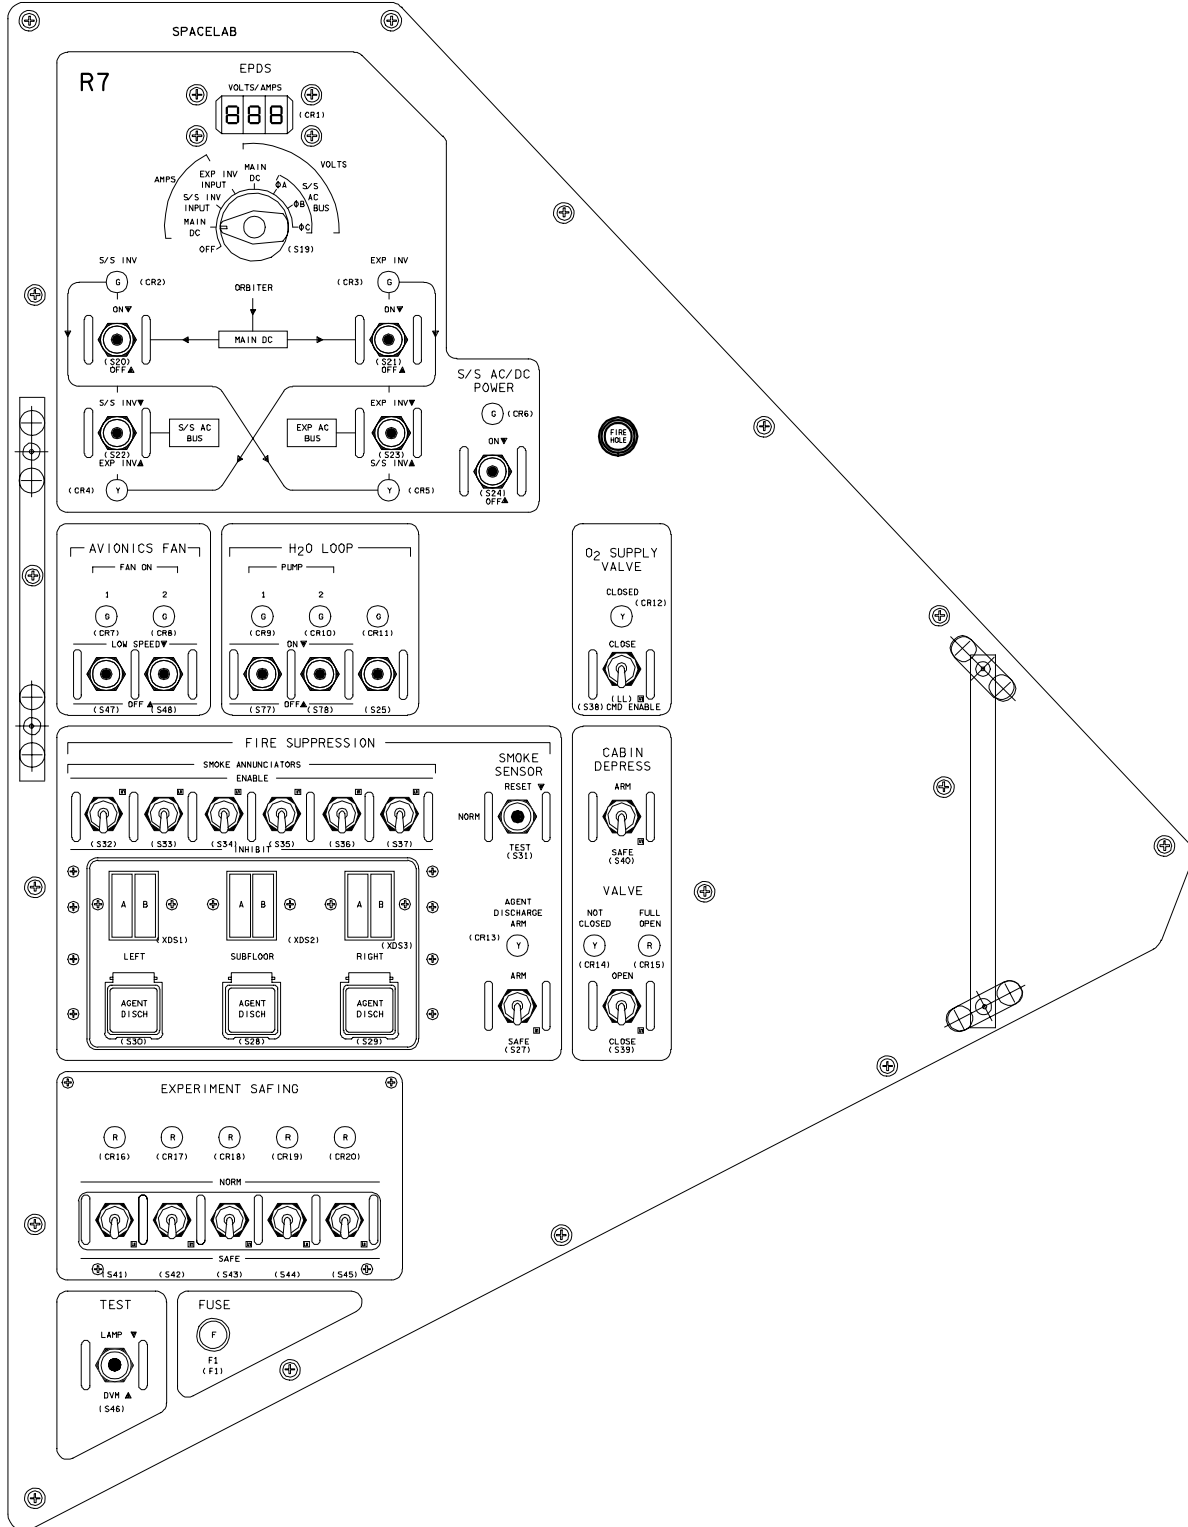 SPACELAB
R7
EPDS
VOLTS/AMPS
888
(CR1)
AMPS
VOLTS
EXP INV
INPUT
MAIN
DC
ΦA
S/S
AC
BUS
S/S INV
INPUT
ΦB
MAIN
DC
ΦC
OFF
(S19)
S/S INV
EXP INV
G
(CR2)
ORBITER
(CR3)
G
ON▼
ON▼
MAIN DC
(S20)
OFF▲
(S21)
OFF▲
S/S AC/DC
POWER
G
(CR6)
S/S INV▼
EXP INV▼
S/S AC
BUS
EXP AC
BUS
FIRE
HOLE
ON▼
(S22)
EXP INV▲
(S23)
S/S INV▲
(CR4)
Y
Y
(CR5)
(S24)
OFF▲
AVIONICS FAN
FAN ON
1
2
G
G
(CR7)
(CR8)
LOW SPEED▼
OFF▲
(S47)
(S48)
H2O LOOP
PUMP
1
2
G
G
G
(CR9)
(CR10)
(CR11)
ON▼
OFF▲
(S77)
(S78)
(S25)
O2 SUPPLY
VALVE
CLOSED
(CR12)
Y
CLOSE
(LL)
(S38) CMD ENABLE
FIRE SUPPRESSION
SMOKE ANNUNCIATORS
ENABLE
(S32)
(S33)
(S34)
(S35)
(S36)
(S37)
INHIBIT
SMOKE
SENSOR
RESET ▼
NORM
TEST
(S31)
A B
A B
A B
(XDS1)
(XDS2)
(XDS3)
LEFT
SUBFLOOR
RIGHT
AGENT
DISCH
AGENT
DISCH
AGENT
DISCH
(S30)
(S28)
(S29)
AGENT
DISCHARGE
ARM
(CR13)
Y
ARM
SAFE
(S27)
CABIN
DEPRESS
ARM
SAFE
(S40)
VALVE
NOT
CLOSED
FULL
OPEN
Y
R
(CR14)
(CR15)
OPEN
CLOSE
(S39)
EXPERIMENT SAFING
R
R
R
R
R
(CR16)
(CR17)
(CR18)
(CR19)
(CR20)
NORM
SAFE
(S41)
(S42)
(S43)
(S44)
(S45)
TEST
LAMP ▼
DVM ▲
(S46)
FUSE
F
F1
(F1)